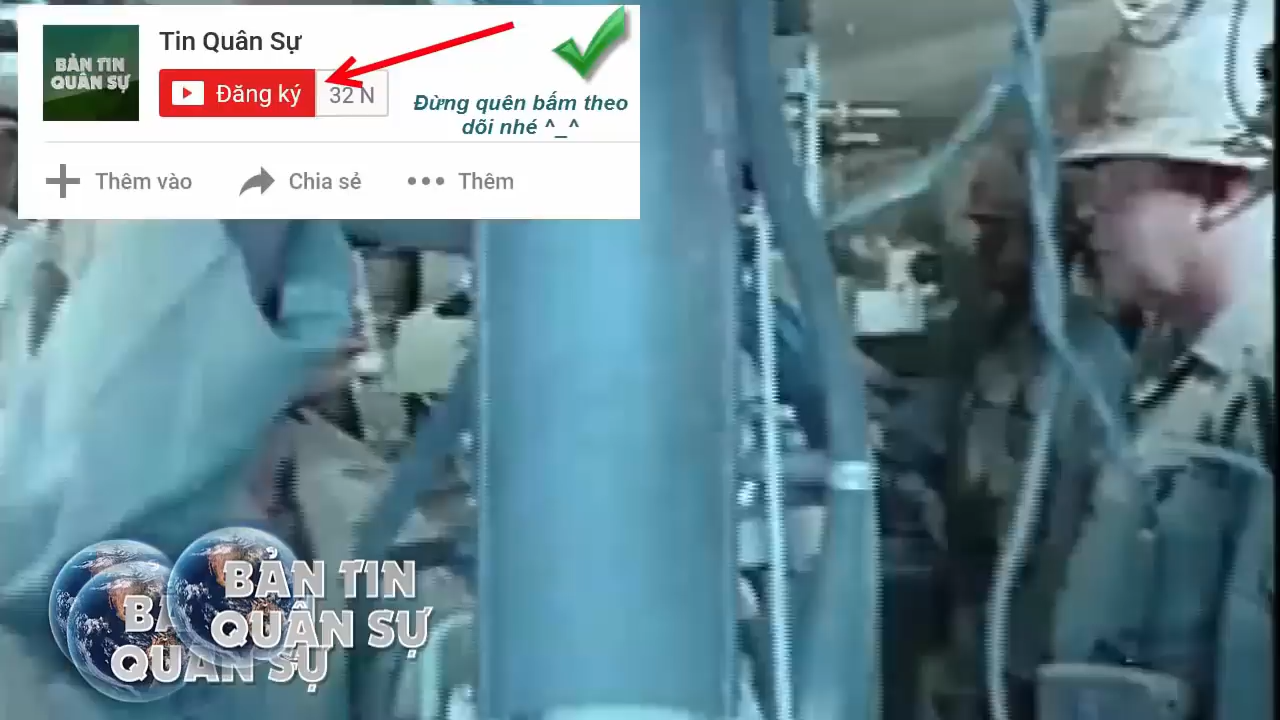 BẢN TIN
QUÂN SỰ
Tin Quân Sự
Đăng ký
32 N
Đừng quên bấm theo
dõi nhé ^_^
Thêm vào
Chia sẻ
Thêm
BẢN TIN
QUÂN SỰ
BẢ
QUÂN SỰ